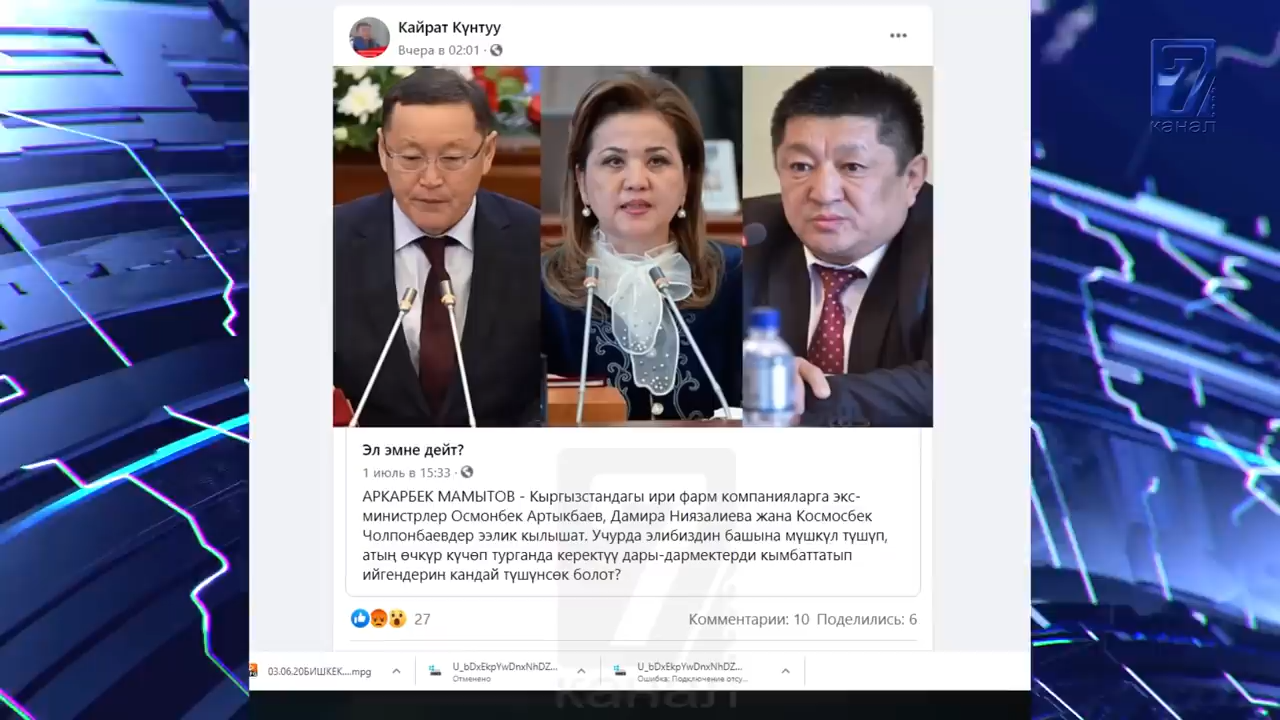 Кайрат Күнтуу
Вчера в 02:01 ·
7
канал
Эл эмне дейт?
1 июль в 15:33 ·
АРКАРБЕК МАМЫТОВ - Кыргызстандагы ири фарм компанияларга экс-
министрлер Осмонбек Артыкбаев, Дамира Ниязалиева жана Космосбек
Чолпонбаевдер ээлик кылышат. Учурда элибиздин башына мүшкүл түшүп,
атың өчкүр күчөп турганда керектүү дары-дармектерди кымбаттатып
ийгендерин кандай түшүнсөк болот?
27
Комментарии: 10 Поделились: 6
03.06.20БИШКЕК....mpg
U_bDxEkpYwDnxNhDZ...
Отменено
U_bDxEkpYwDnxNhDZ...
Ошибка: Подключение отсу...
7
канал